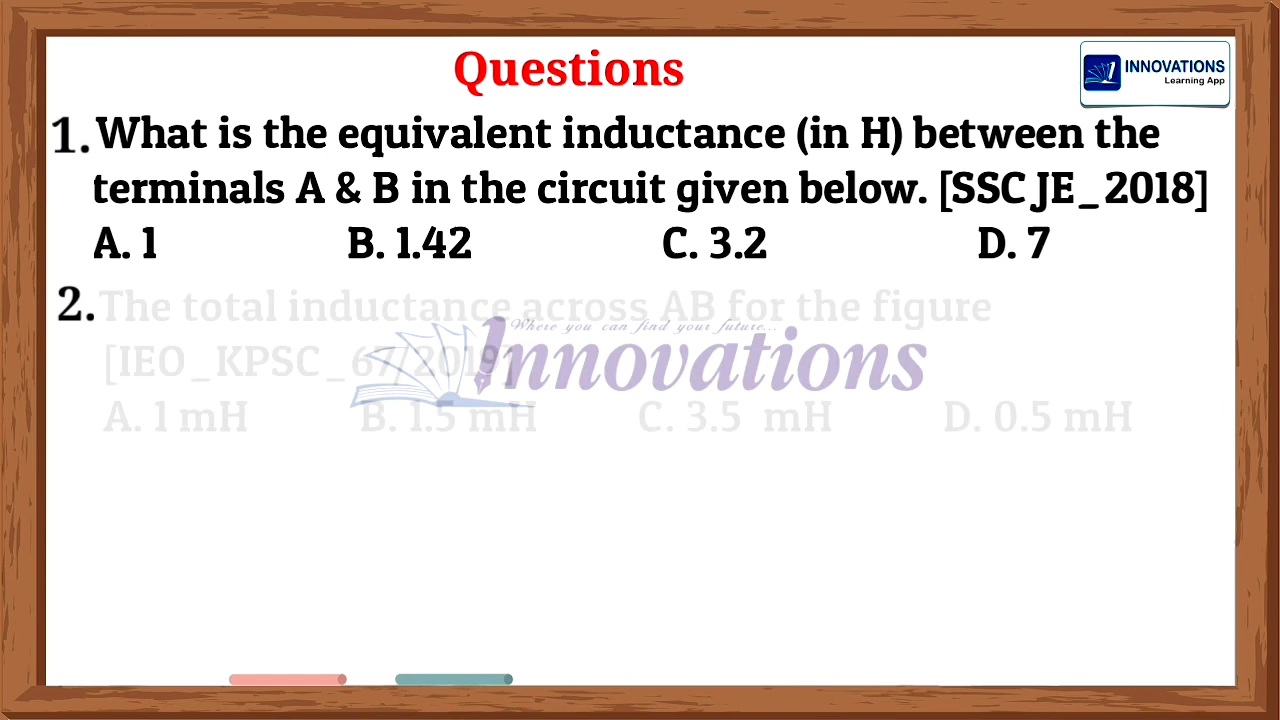 Questions
INNOVATIONS
Learning App
1. What is the equivalent inductance (in H) between the
terminals A & B in the circuit given below. [SSC JE_2018]
A. 1 B. 1.42 C. 3.2 D. 7
2. The total inductance across AB for the figure
Where you can find your future...
[IEO_KPSC_67/2019]
Innovations
A. 1 mH B. 1.5 mH C. 3.5 mH D. 0.5 mH